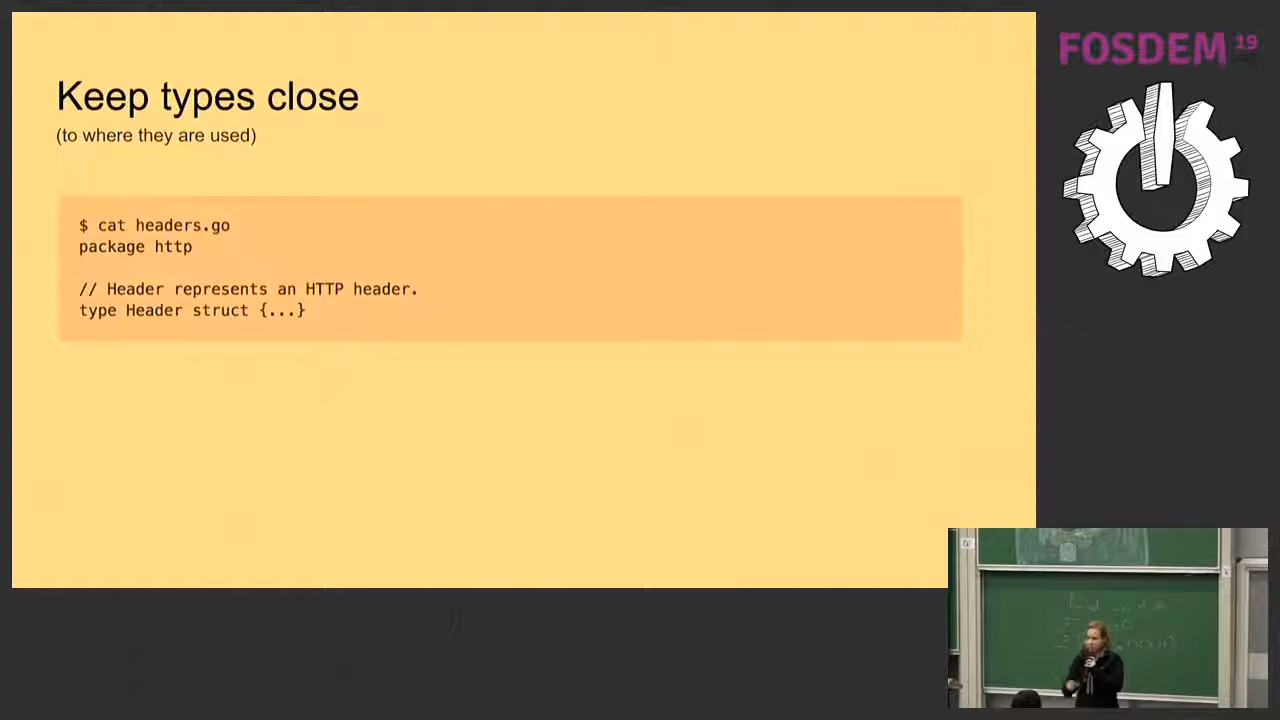 Keep types close
(to where they are used)
$ cat headers.go
package http
// Header represents an HTTP header.
type Header struct {...}
FOSDEM 19